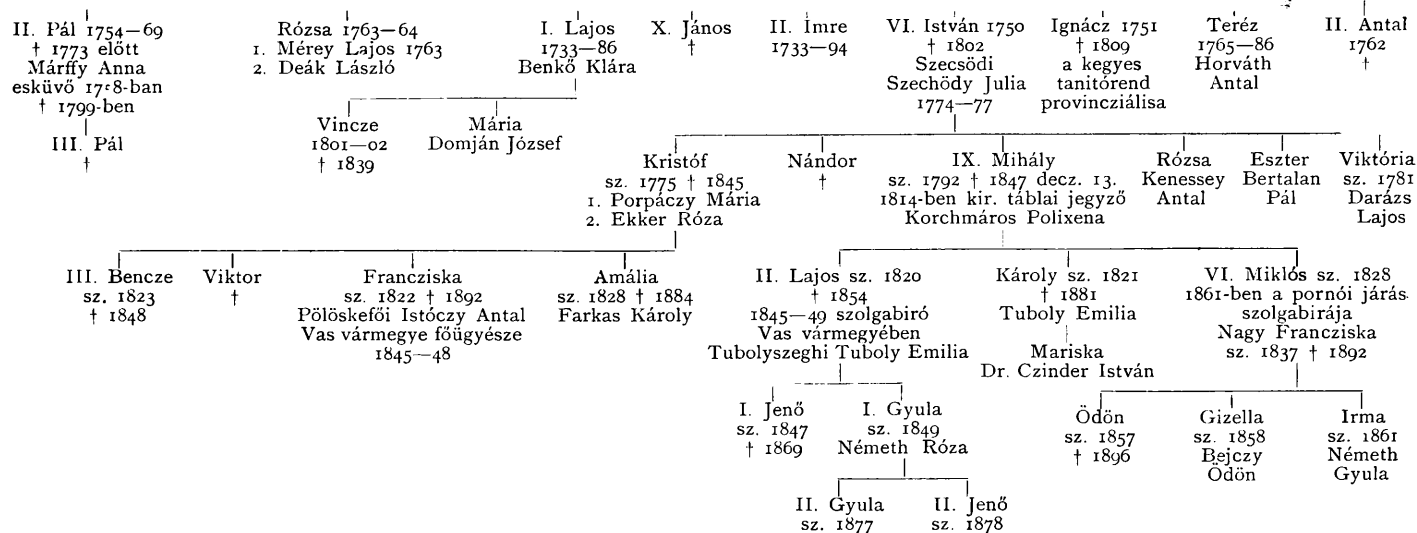 II. Pál 1754—69
† 1773 előtt
Márffy Anna
esküvő 17-8-ban
† 1799-ben
III. Pál
†
Rózsa 1763—64
1. Mérey Lajos 1763
2. Deák László
I. Lajos
1733—86
Benkő Klára
Vincze
1801—02
† 1839
Mária
Domján József
X. János
†
II. Imre
1733—94
VI. István 1750
† 1802
Szecsödi
Szechödy Julia
1774—77
Ignácz 1751
† 1809
a kegyes
tanitórend
provincziálisa
Teréz
1765—86
Horváth
Antal
II. Antal
1762
†
Kristóf
sz. 1775 † 1845
1. Porpáczy Mária
2. Ekker Róza
Nándor
†
IX. Mihály
sz. 1792 † 1847 decz. 13.
1814-ben kir. táblai jegyző
Korchmáros Polixena
Rózsa
Kenessey
Antal
Eszter
Bertalan
Pál
Viktória
sz. 1781
Darázs
Lajos
III. Bencze
sz. 1823
† 1848
Viktor
†
Francziska
sz. 1822 † 1892
Pölöskefői Istóczy Antal
Vas vármegye főügyésze
1845—48
Amália
sz. 1828 † 1884
Farkas Károly
II. Lajos sz. 1820
† 1854
1845—49 szolgabiró
Vas vármegyében
Tubolyszeghi Tuboly Emilia
Károly sz. 1821
† 1881
Tuboly Emilia
Mariska
Dr. Czinder István
VI. Miklós sz. 1828
1861-ben a pornói járás
szolgabirája
Nagy Francziska
sz. 1837 † 1892
I. Jenő
sz. 1847
† 1869
I. Gyula
sz. 1849
Németh Róza
Ödön
sz. 1857
† 1896
Gizella
sz. 1858
Bejczy
Ödön
Irma
sz. 1861
Németh
Gyula
II. Gyula
sz. 1877
II. Jenő
sz. 1878